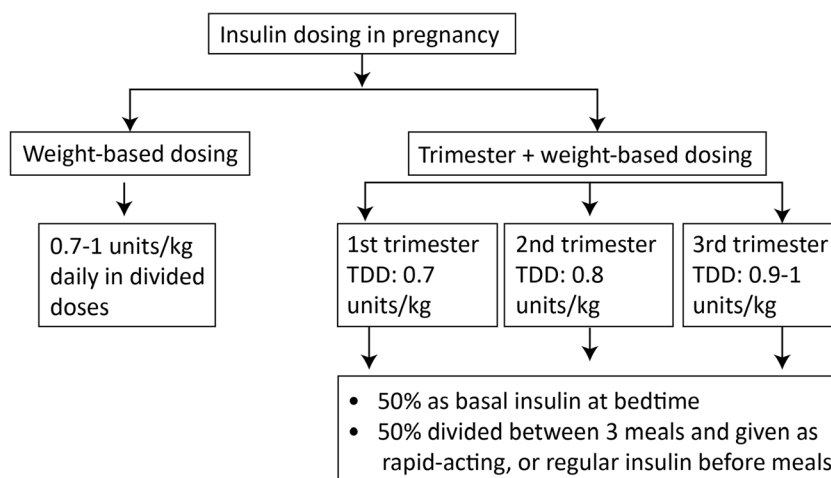 Insulin dosing in pregnancy
Weight-based dosing
Trimester + weight-based dosing
0.7-1 units/kg
daily in divided
doses
1st trimester
TDD: 0.7
units/kg
2nd trimester
TDD: 0.8
units/kg
3rd trimester
TDD: 0.9-1
units/kg
• 50% as basal insulin at bedtime
• 50% divided between 3 meals and given as
rapid-acting, or regular insulin before meals